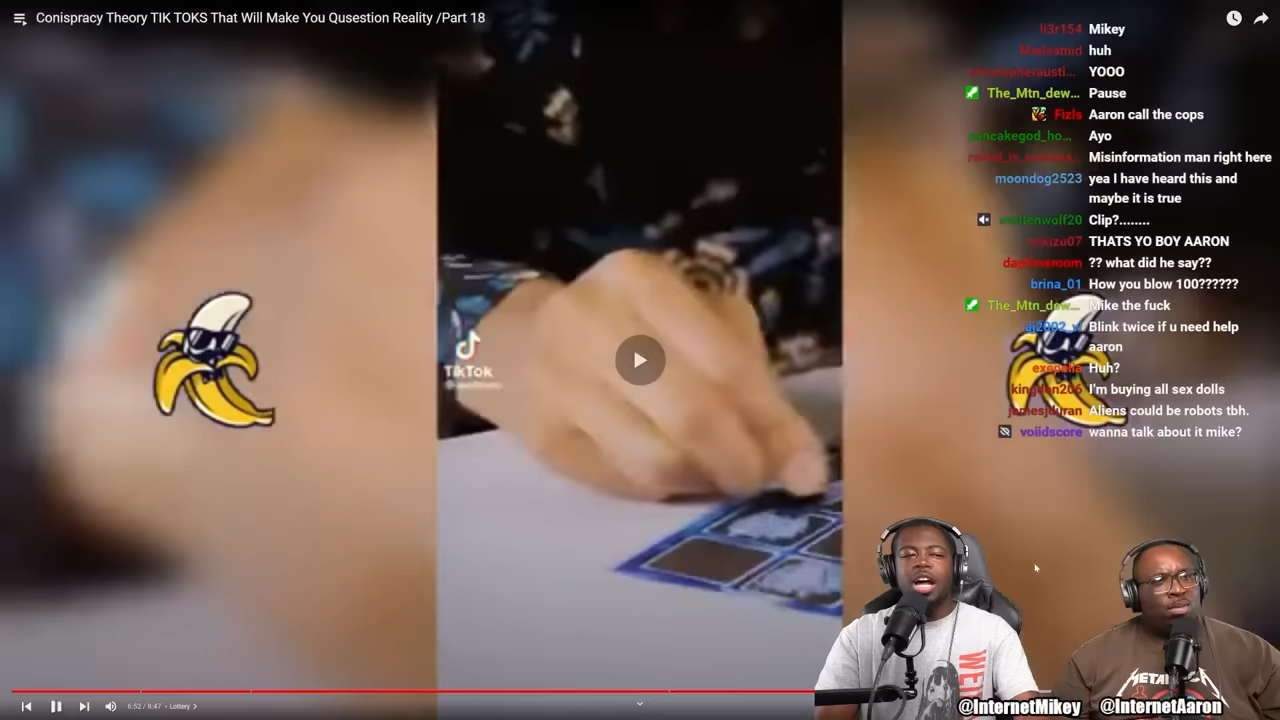 Conispracy Theory TIK TOKS That Will Make You Qusestion Reality /Part 18
li3r154 Mikey
huh
YOOO
The_Mtn_dew... Pause
Fizls Aaron call the cops
Ayo
Misinformation man right here
moondog2523 yea I have heard this and
maybe it is true
Clip?........
THATS YO BOY AARON
?? what did he say??
brina_01 How you blow 100??????
The_Mtn_dew... Mike the fuck
Blink twice if u need help
aaron
Huh?
I'm buying all sex dolls
jamesjduran Aliens could be robots tbh.
voiidscore wanna talk about it mike?
TikTok
6:52 / 8:47 • Lottery >
@InternetMikey @InternetAaron